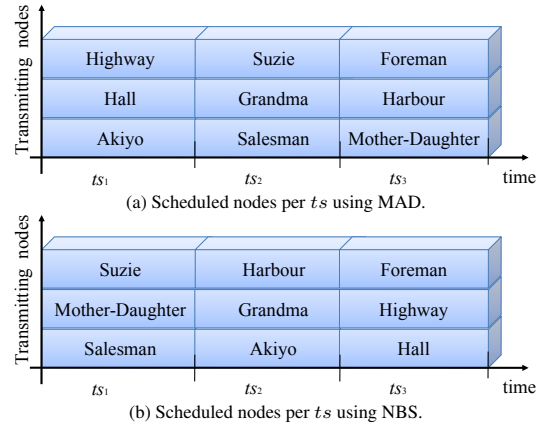 Transmitting nodes
Highway Suzie Foreman
Hall Grandma Harbour
Akiyo Salesman Mother-Daughter
ts1 ts2 ts3 time
(a) Scheduled nodes per ts using MAD.
Transmitting nodes
Suzie Harbour Foreman
Mother-Daughter Grandma Highway
Salesman Akiyo Hall
ts1 ts2 ts3 time
(b) Scheduled nodes per ts using NBS.